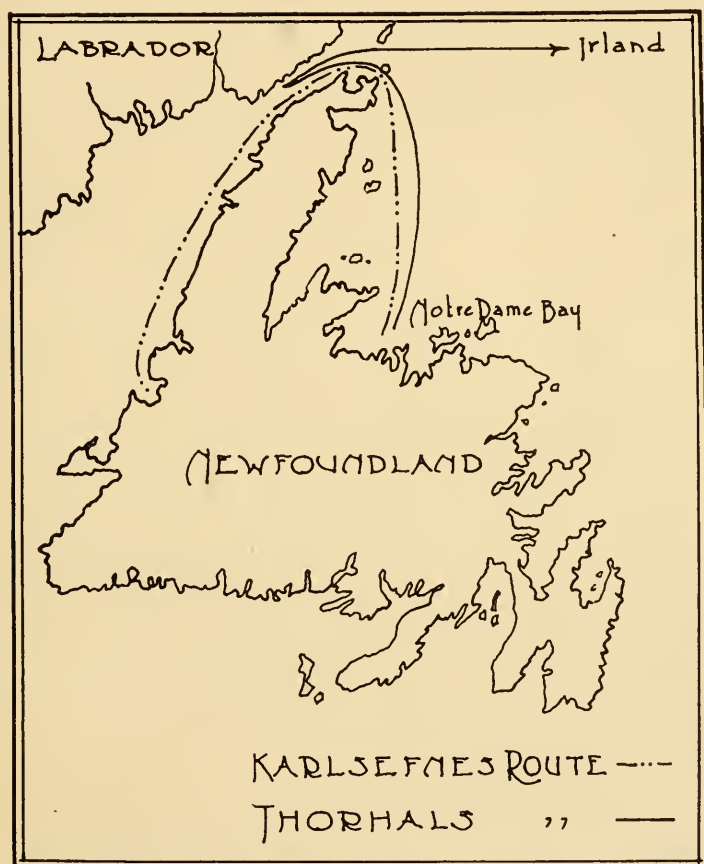 LABRADOR
Irland
Notre Dame Bay
NEWFOUNDLAND
KARLSEFNES ROUTE
THORHALS ,,